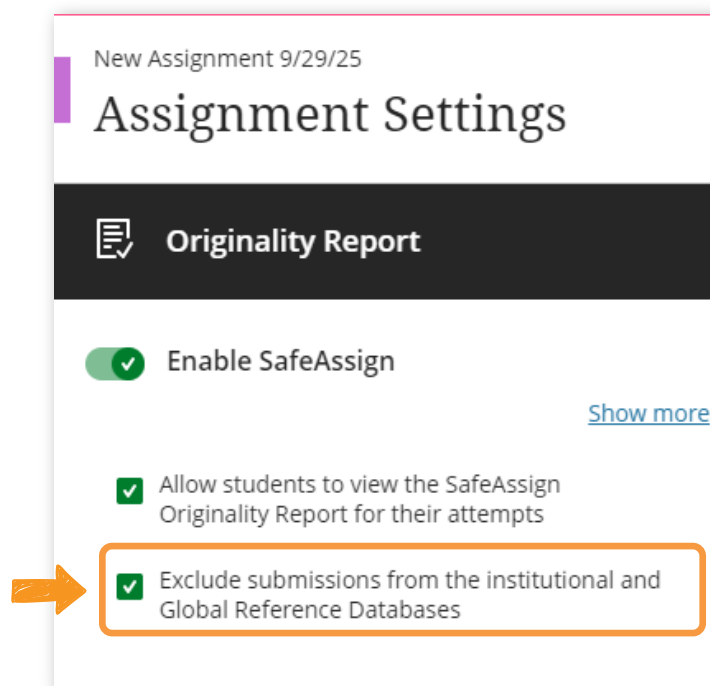 New Assignment 9/29/25
Assignment Settings
Originality Report
Enable SafeAssign
Show more
Allow students to view the SafeAssign
Originality Report for their attempts
Exclude submissions from the institutional and
Global Reference Databases